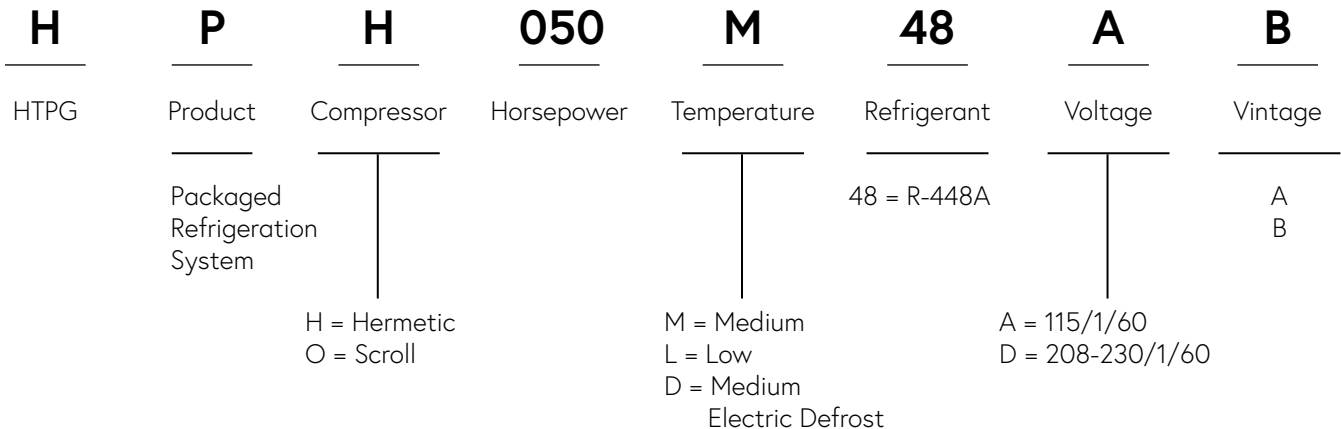 H P H 050 M 48 A B
HTPG Product Compressor Horsepower Temperature Refrigerant Voltage Vintage
Packaged 48 = R-448A A
Refrigeration B
System
H = Hermetic M = Medium A = 115/1/60
O = Scroll L = Low D = 208-230/1/60
D = Medium
Electric Defrost